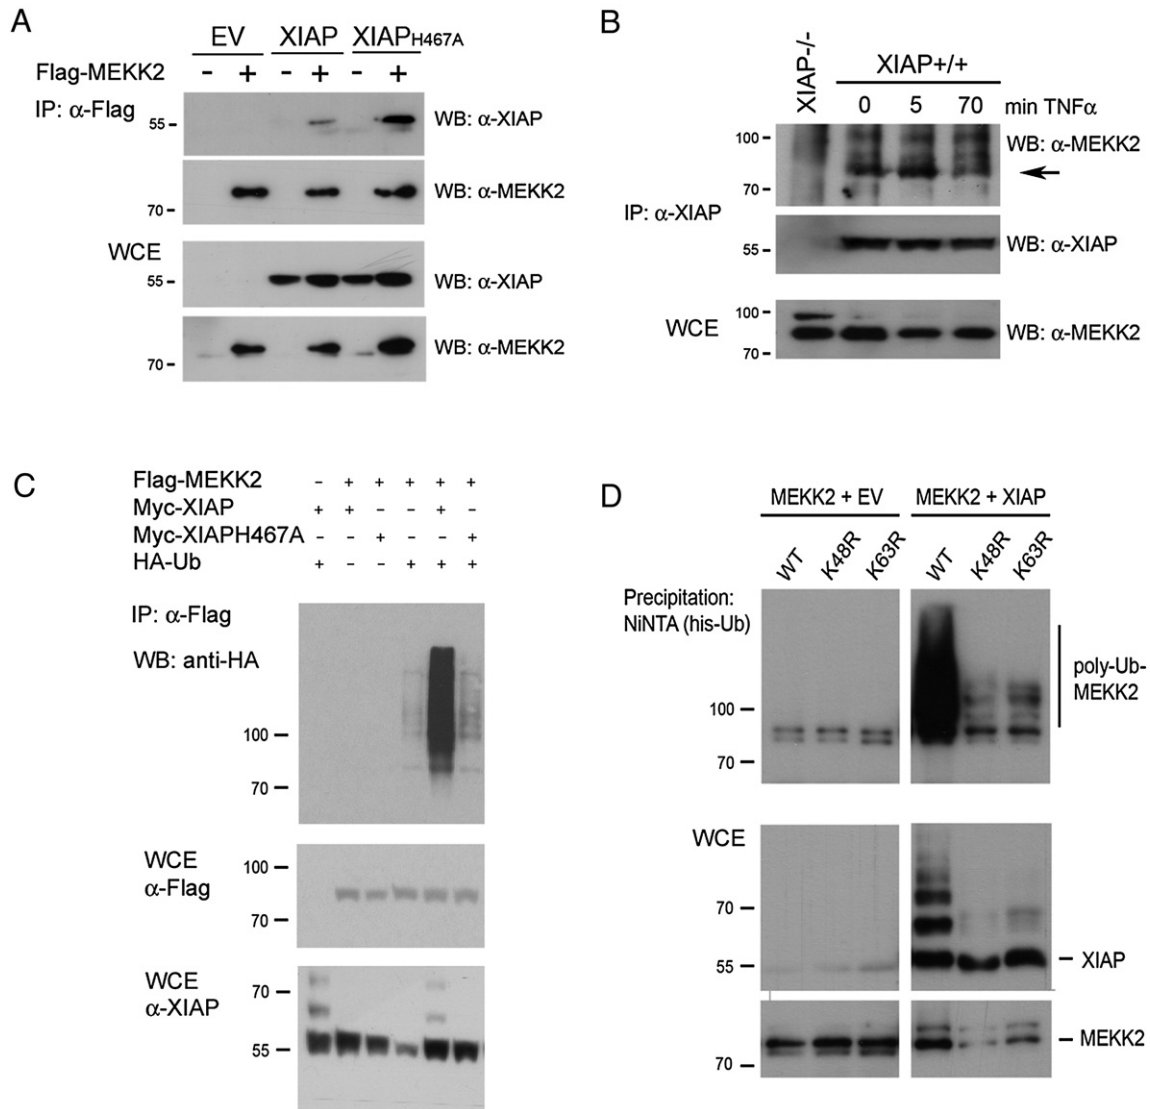 A
EV XIAP XIAPH467A
Flag-MEKK2 - + - + - +
IP: α-Flag
55 WB: α-XIAP
WB: α-MEKK2
70
WCE
55 WB: α-XIAP
WB: α-MEKK2
70
B
XIAP-/- XIAP+/+
0 5 70 min TNFα
100 WB: α-MEKK2
70
IP: α-XIAP
55 WB: α-XIAP
WCE
100
WB: α-MEKK2
70
C
Flag-MEKK2 - + + + + +
Myc-XIAP + + - - + -
Myc-XIAPH467A - - + - - +
HA-Ub + - - + + +
IP: α-Flag
WB: anti-HA
100
70
WCE
α-Flag
100
70
WCE
α-XIAP
70
55
D
MEKK2 + EV MEKK2 + XIAP
WT K48R K63R WT K48R K63R
Precipitation:
NiNTA (his-Ub)
poly-Ub-
MEKK2
100
70
WCE
70
55 XIAP
MEKK2
70